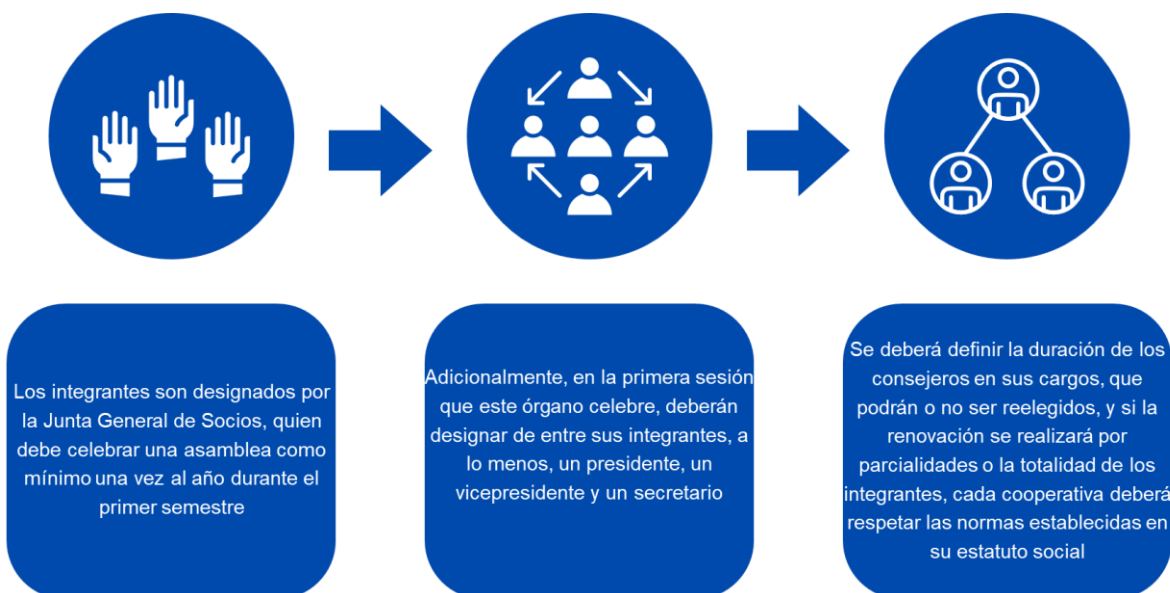 Los integrantes son designados por
la Junta General de Socios, quien
debe celebrar una asamblea como
mínimo una vez al año durante el
primer semestre
Adicionalmente, en la primera sesión
que este órgano celebre, deberán
designar de entre sus integrantes, a
lo menos, un presidente, un
vicepresidente y un secretario
Se deberá definir la duración de los
consejeros en sus cargos, que
podrán o no ser reelegidos, y si la
renovación se realizará por
parcialidades o la totalidad de los
integrantes, cada cooperativa deberá
respetar las normas establecidas en
su estatuto social